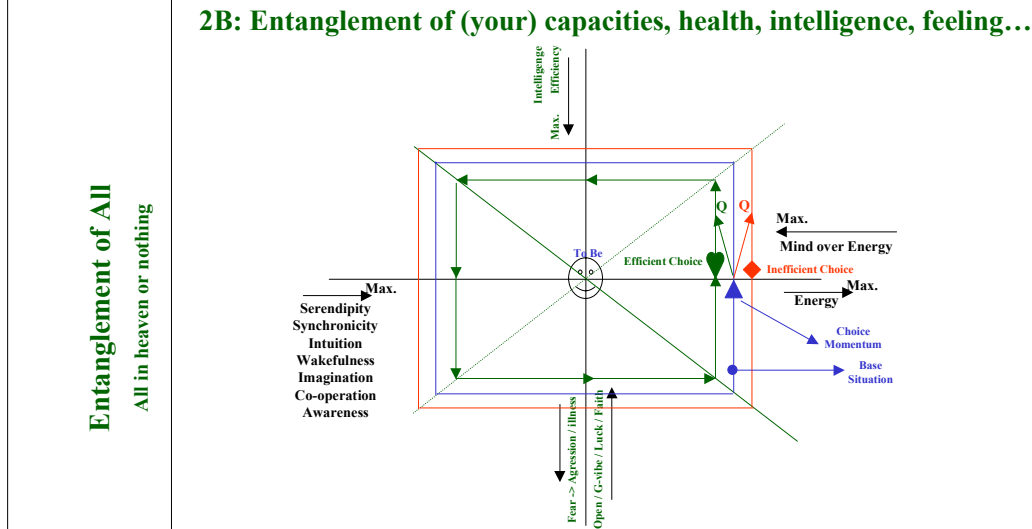 2B: Entanglement of (your) capacities, health, intelligence, feeling…
Entanglement of All
All in heaven or nothing
Intelligenge
Efficiency
Max.
To Be
Efficient Choice
Q
Q
Inefficient Choice
Max.
Mind over Energy
Max.
Energy
Choice
Momentum
Base
Situation
Max.
Serendipity
Synchronicity
Intuition
Wakefulness
Imagination
Co-operation
Awareness
Fear -> Agression / illness
Open / G-vibe / Luck / Faith